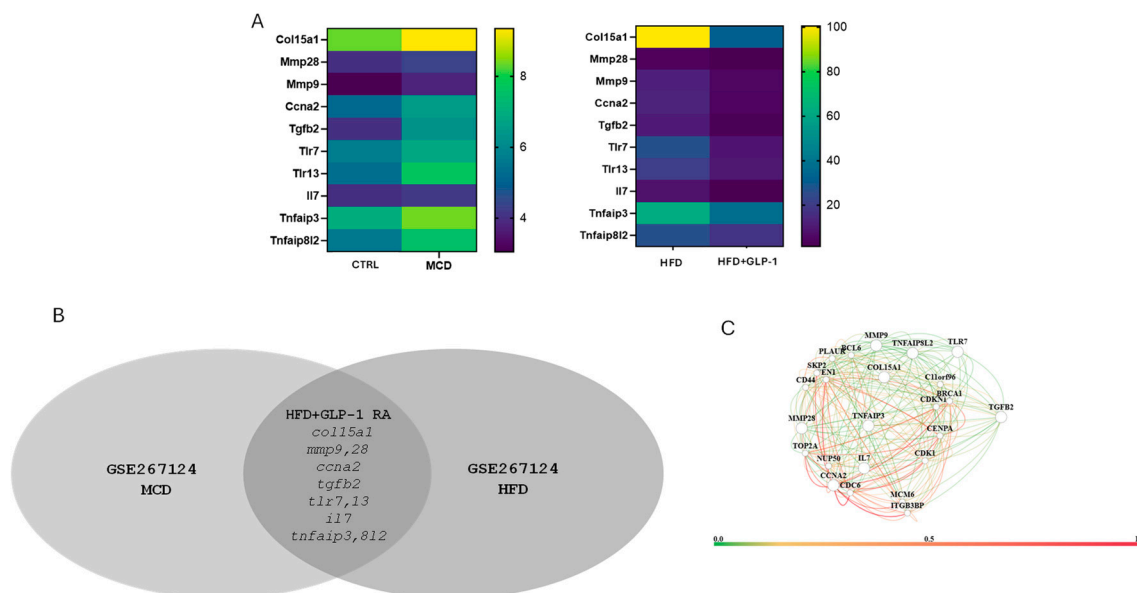 A
Col15a1
Mmp28
Mmp9
Ccna2
Tgfb2
Tlr7
Tlr13
Il7
Tnfaip3
Tnfaip8l2
CTRL MCD
8
6
4
Col15a1
Mmp28
Mmp9
Ccna2
Tgfb2
Tlr7
Tlr13
Il7
Tnfaip3
Tnfaip8l2
HFD HFD+GLP-1
100
80
60
40
20
B
GSE267124
MCD
HFD+GLP-1 RA
col15a1
mmp9,28
ccna2
tgfb2
tlr7,13
il7
tnfaip3,8l2
GSE267124
HFD
C
MMP9
TNFAIP8L2
TLR7
PLAUR
BCL6
SKP2
EN1
CD44
COL15A1
C11orf96
BRCA1
CDKN1
TGFB2
MMP28
TNFAIP3
CENPA
TOP2A
NUP50
IL7
CDK1
CCNA2
CDC6
MCM6
ITGB3BP
0.0 0.5 1